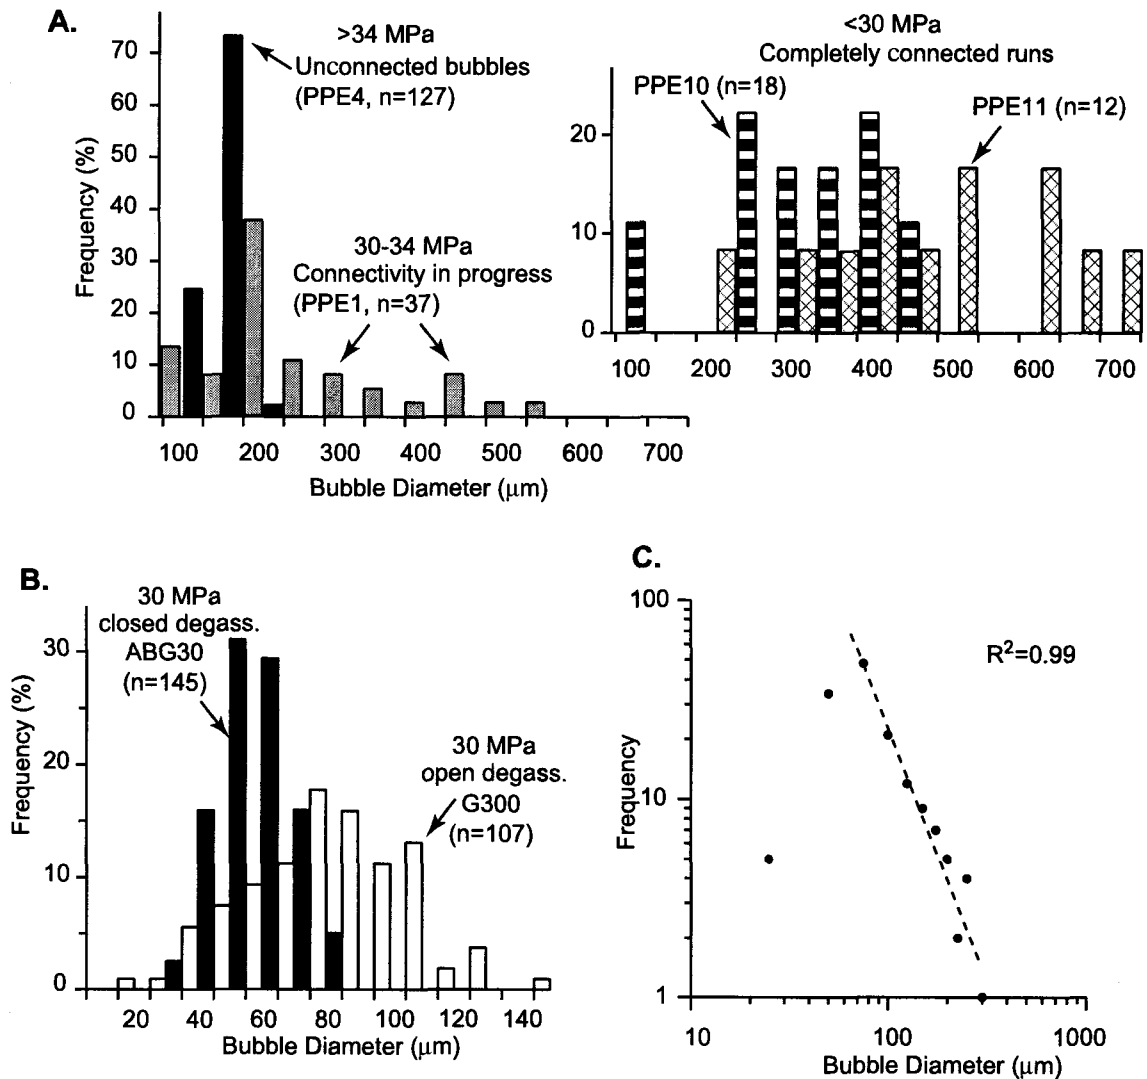 A.
>34 MPa
Unconnected bubbles
(PPE4, n=127)
30-34 MPa
Connectivity in progress
(PPE1, n=37)
Frequency (%)
70
60
50
40
30
20
10
0
100 200 300 400 500 600 700
Bubble Diameter (μm)
<30 MPa
Completely connected runs
PPE10 (n=18)
PPE11 (n=12)
20
10
0
100 200 300 400 500 600 700
B.
30 MPa
closed degass.
ABG30
(n=145)
30 MPa
open degass.
G300
(n=107)
Frequency (%)
30
20
10
0
20 40 60 80 100 120 140
Bubble Diameter (μm)
C.
R²=0.99
Frequency
100
10
1
10 100 1000
Bubble Diameter (μm)